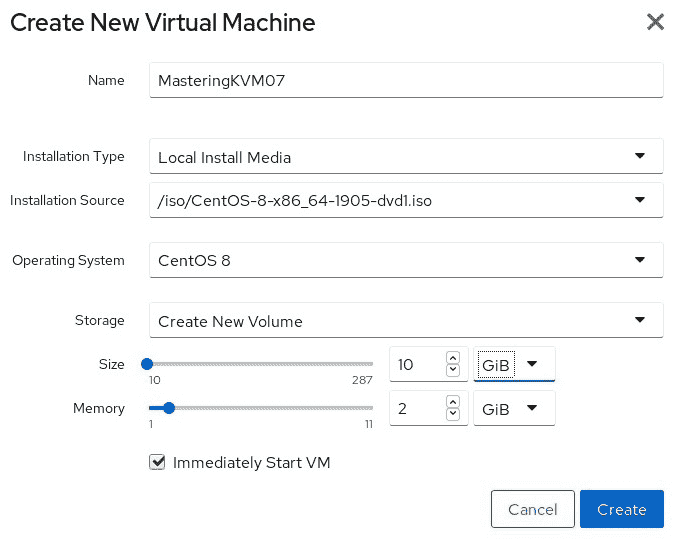 Create New Virtual Machine
Name MasteringKVM07
Installation Type Local Install Media
Installation Source /iso/CentOS-8-x86_64-1905-dvd1.iso
Operating System CentOS 8
Storage Create New Volume
Size 10 GiB
10 287
Memory 2 GiB
1 11
Immediately Start VM
Cancel Create